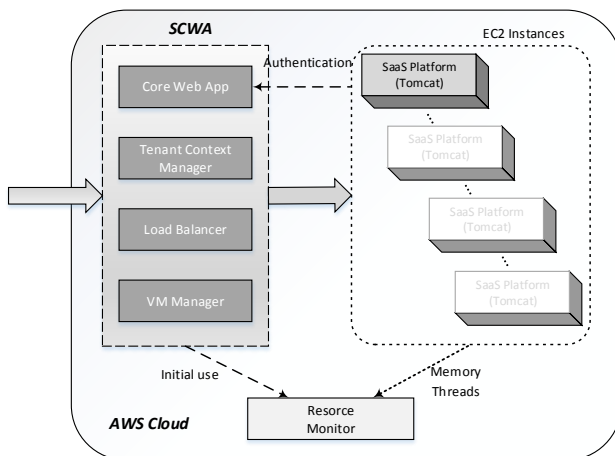 SCWA
EC2 Instances
Authentication
SaaS Platform
(Tomcat)
Core Web App
SaaS Platform
(Tomcat)
Tenant Context
Manager
SaaS Platform
(Tomcat)
Load Balancer
SaaS Platform
(Tomcat)
VM Manager
Initial use
Memory
Threads
Resorce
Monitor
AWS Cloud